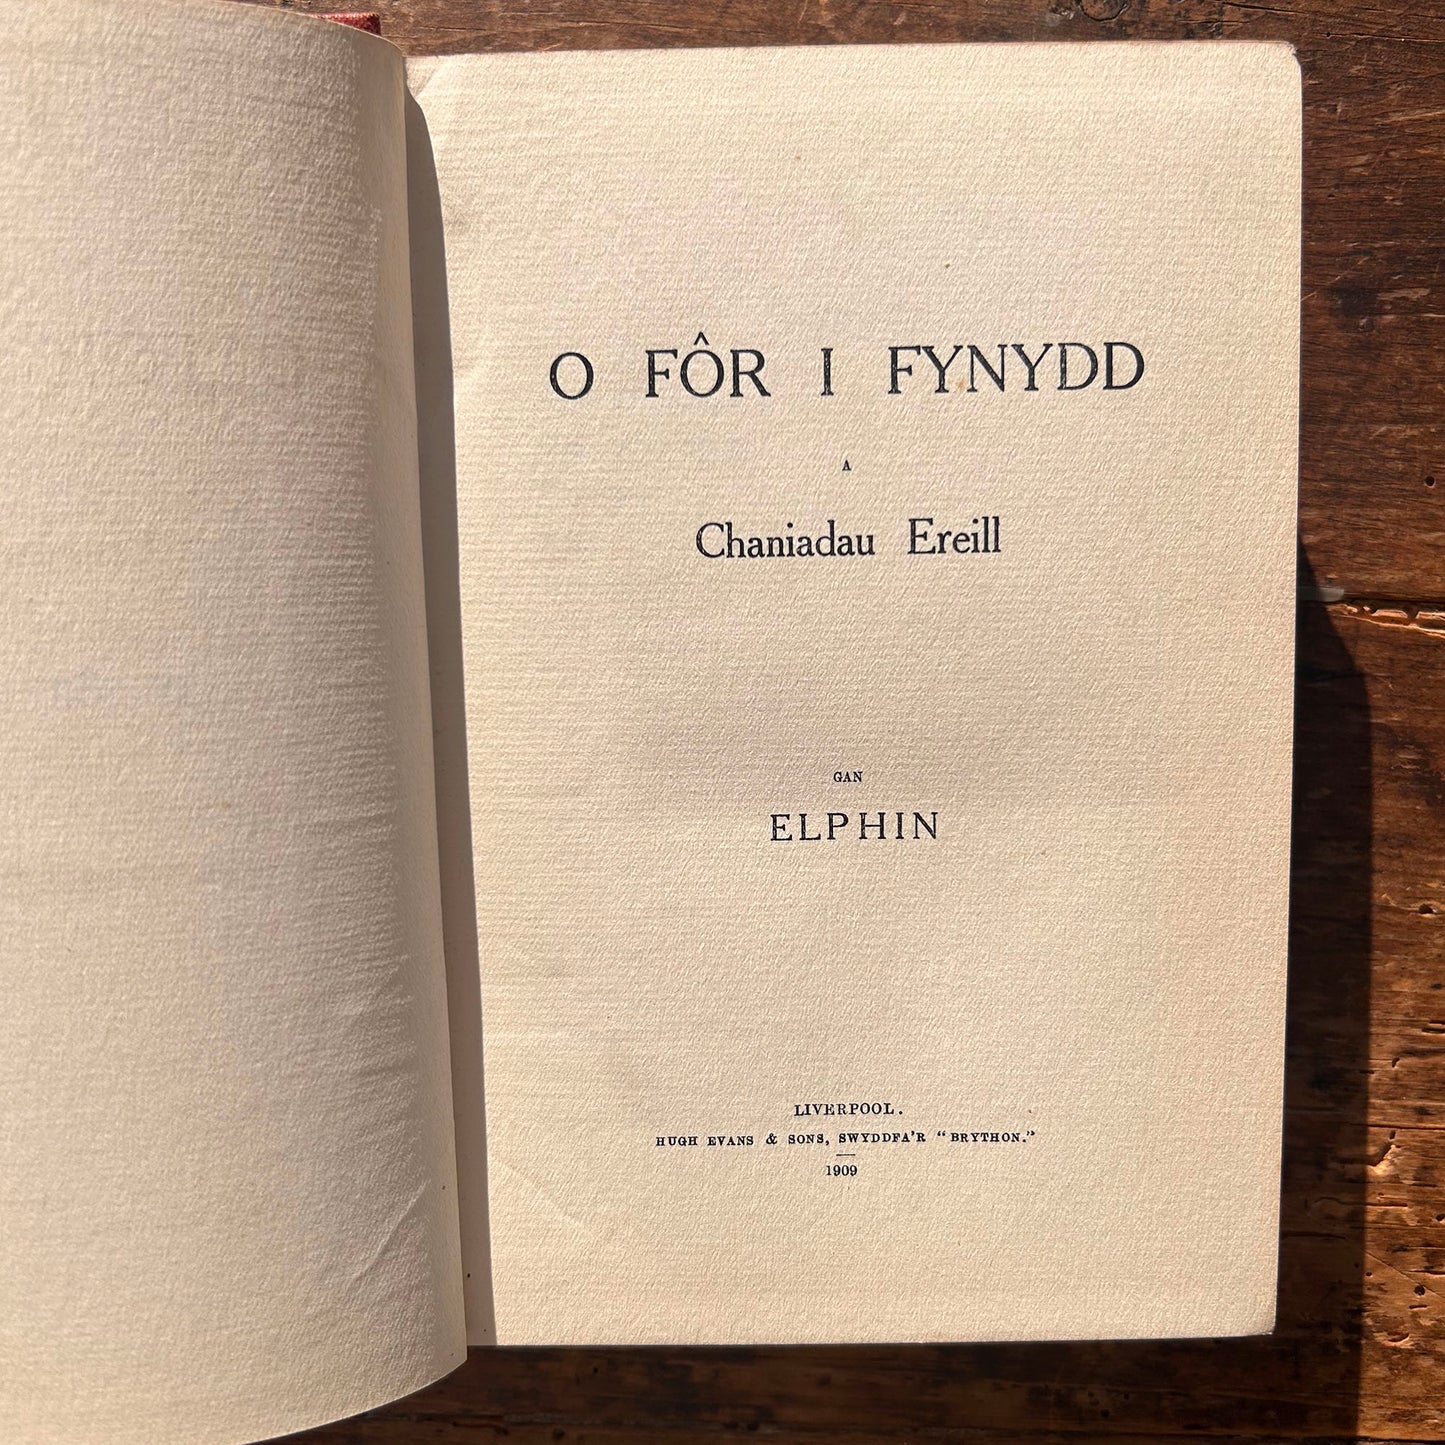 O FÔR I FYNYDD
A
Chaniadau Ereill
GAN
ELPHIN
LIVERPOOL.
HUGH EVANS & SONS, SWYDDFA'R "BRYTHON."
1909